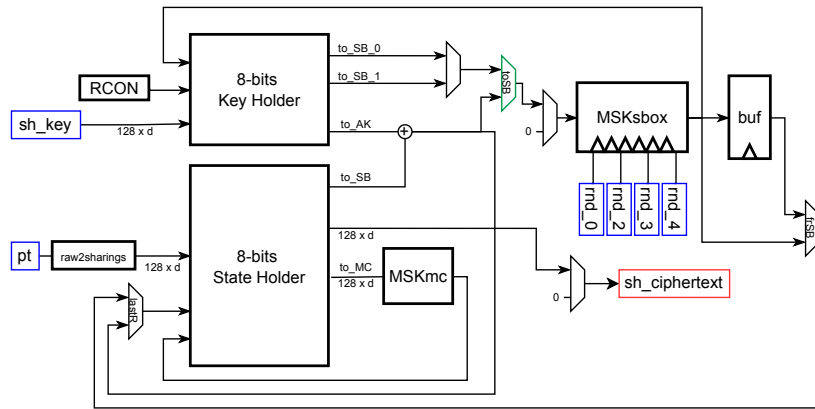 to_SB_0
8-bits
Key Holder
to_SB_1
toSB
RCON
MSKsbox
buf
sh_key
128 x d
to_AK
0
to_SB
rnd_0
rnd_2
rnd_3
rnd_4
frSB
pt
raw2sharings
128 x d
8-bits
State Holder
128 x d
to_MC
128 x d
MSKmc
0
sh_ciphertext
lastR